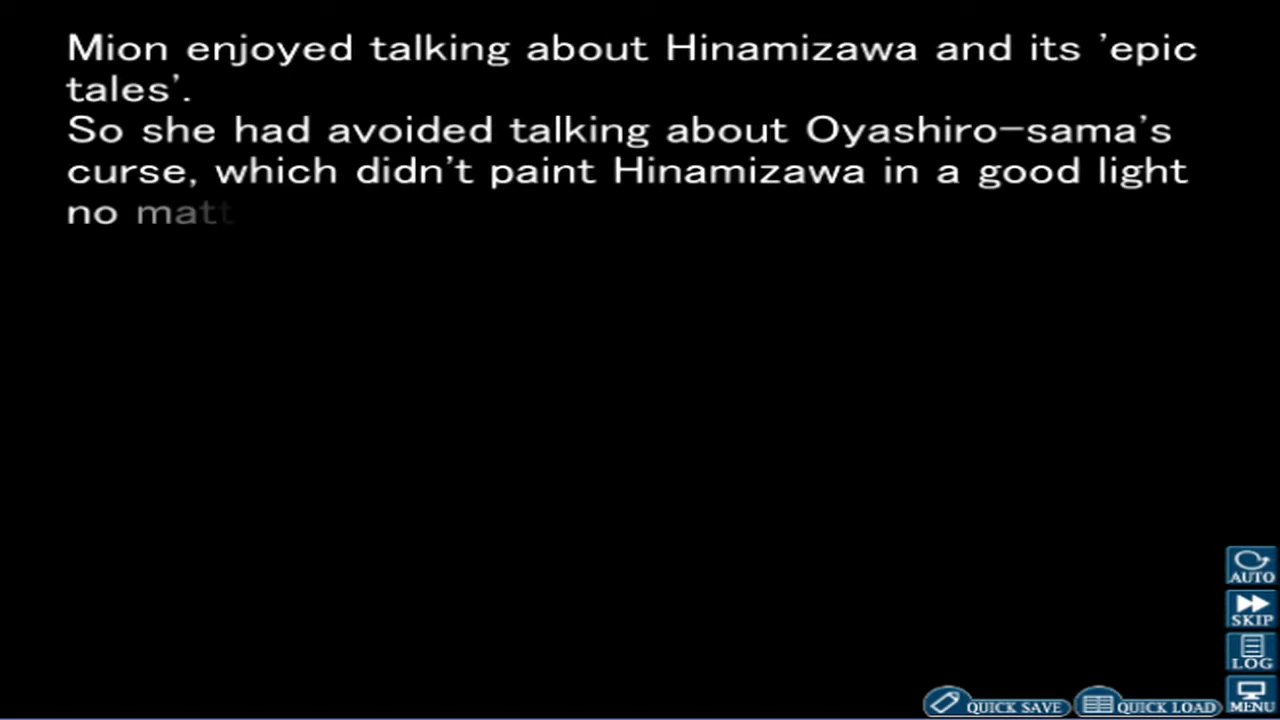 Mion enjoyed talking about Hinamizawa and its 'epic
tales'.
So she had avoided talking about Oyashiro-sama's
curse, which didn't paint Hinamizawa in a good light
no matt
AUTO
SKIP
LOG
MENU
QUICK SAVE
QUICK LOAD